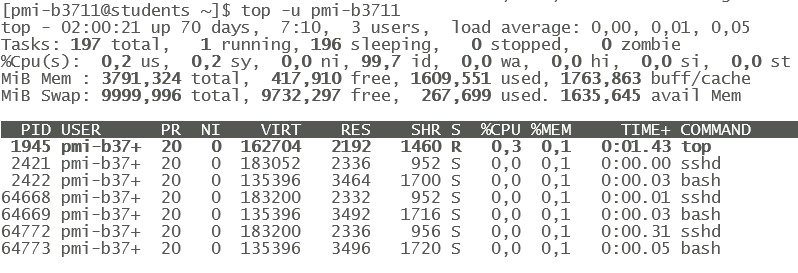 [pmi-b3711@students ~]$ top -u pmi-b3711
top - 02:00:21 up 70 days,  7:10,  3 users,  load average: 0,00, 0,01, 0,05
Tasks: 197 total,   1 running, 196 sleeping,   0 stopped,   0 zombie
%Cpu(s):  0,2 us,  0,2 sy,  0,0 ni, 99,7 id,  0,0 wa,  0,0 hi,  0,0 si,  0,0 st
MiB Mem : 3791,324 total,  417,910 free, 1609,551 used, 1763,863 buff/cache
MiB Swap: 9999,996 total, 9732,297 free,  267,699 used. 1635,645 avail Mem
PID USER      PR  NI    VIRT    RES    SHR S  %CPU %MEM     TIME+ COMMAND
1945 pmi-b37+  20   0  162704   2192   1460 R   0,3  0,1   0:01.43 top
2421 pmi-b37+  20   0  183052   2336    952 S   0,0  0,1   0:00.00 sshd
2422 pmi-b37+  20   0  135396   3464   1700 S   0,0  0,1   0:00.03 bash
64668 pmi-b37+  20   0  183200   2332    952 S   0,0  0,1   0:00.01 sshd
64669 pmi-b37+  20   0  135396   3492   1716 S   0,0  0,1   0:00.03 bash
64772 pmi-b37+  20   0  183200   2336    956 S   0,0  0,1   0:00.31 sshd
64773 pmi-b37+  20   0  135396   3496   1720 S   0,0  0,1   0:00.05 bash